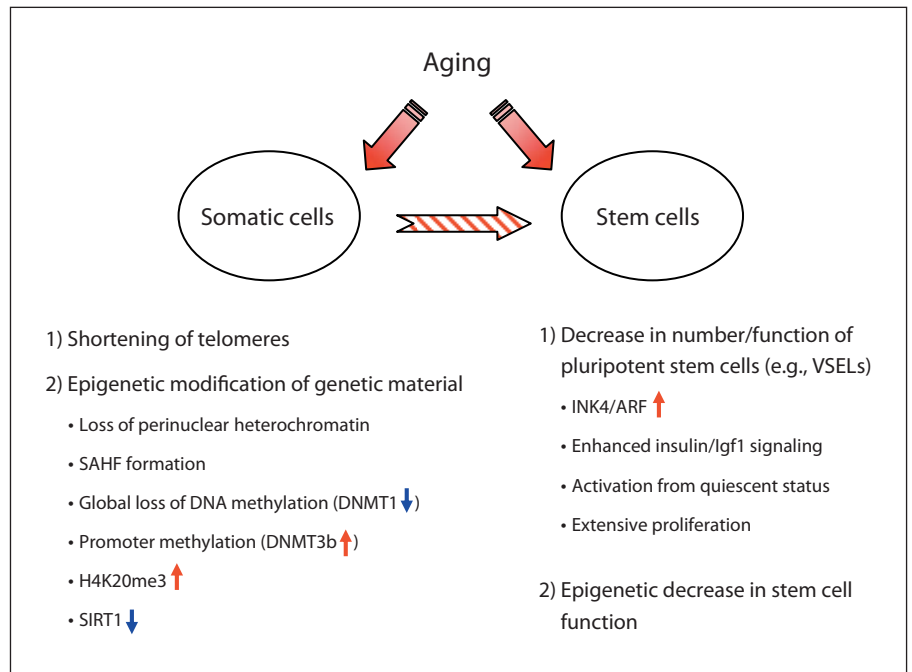 Aging
Somatic cells
Stem cells
1) Shortening of telomeres
2) Epigenetic modification of genetic material
• Loss of perinuclear heterochromatin
• SAHF formation
• Global loss of DNA methylation (DNMT1↓)
• Promoter methylation (DNMT3b↑)
• H4K20me3↑
• SIRT1↓
1) Decrease in number/function of
pluripotent stem cells (e.g., VSELs)
• INK4/ARF↑
• Enhanced insulin/Igf1 signaling
• Activation from quiescent status
• Extensive proliferation
2) Epigenetic decrease in stem cell
function